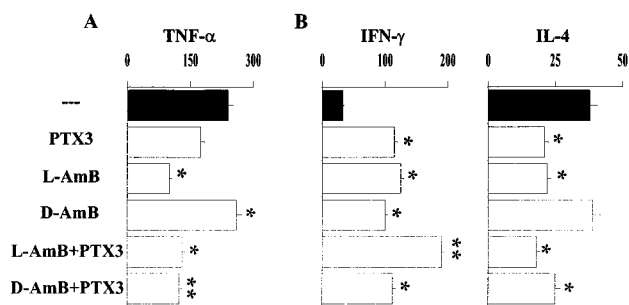 A
B
TNF-α
IFN-γ
IL-4
0 150 300
0 100 200
0 25 50
---
PTX3
*
*
L-AmB
*
*
*
D-AmB
*
*
L-AmB+PTX3
*
* *
*
D-AmB+PTX3
* *
*
*